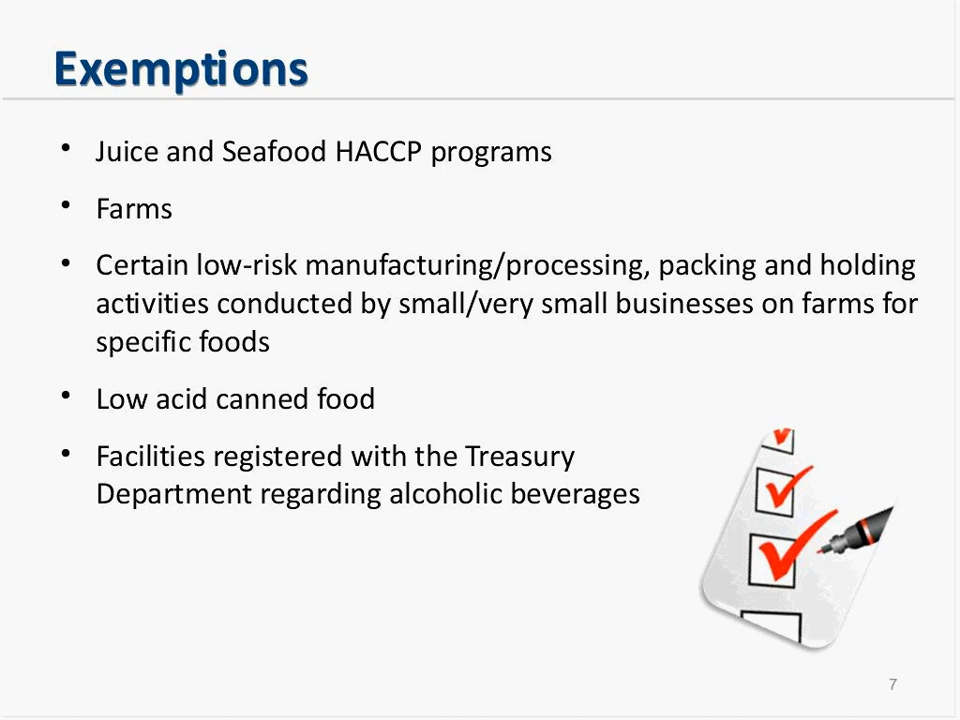 Exemptions
• Juice and Seafood HACCP programs
• Farms
• Certain low-risk manufacturing/processing, packing and holding
activities conducted by small/very small businesses on farms for
specific foods
• Low acid canned food
• Facilities registered with the Treasury
Department regarding alcoholic beverages
7